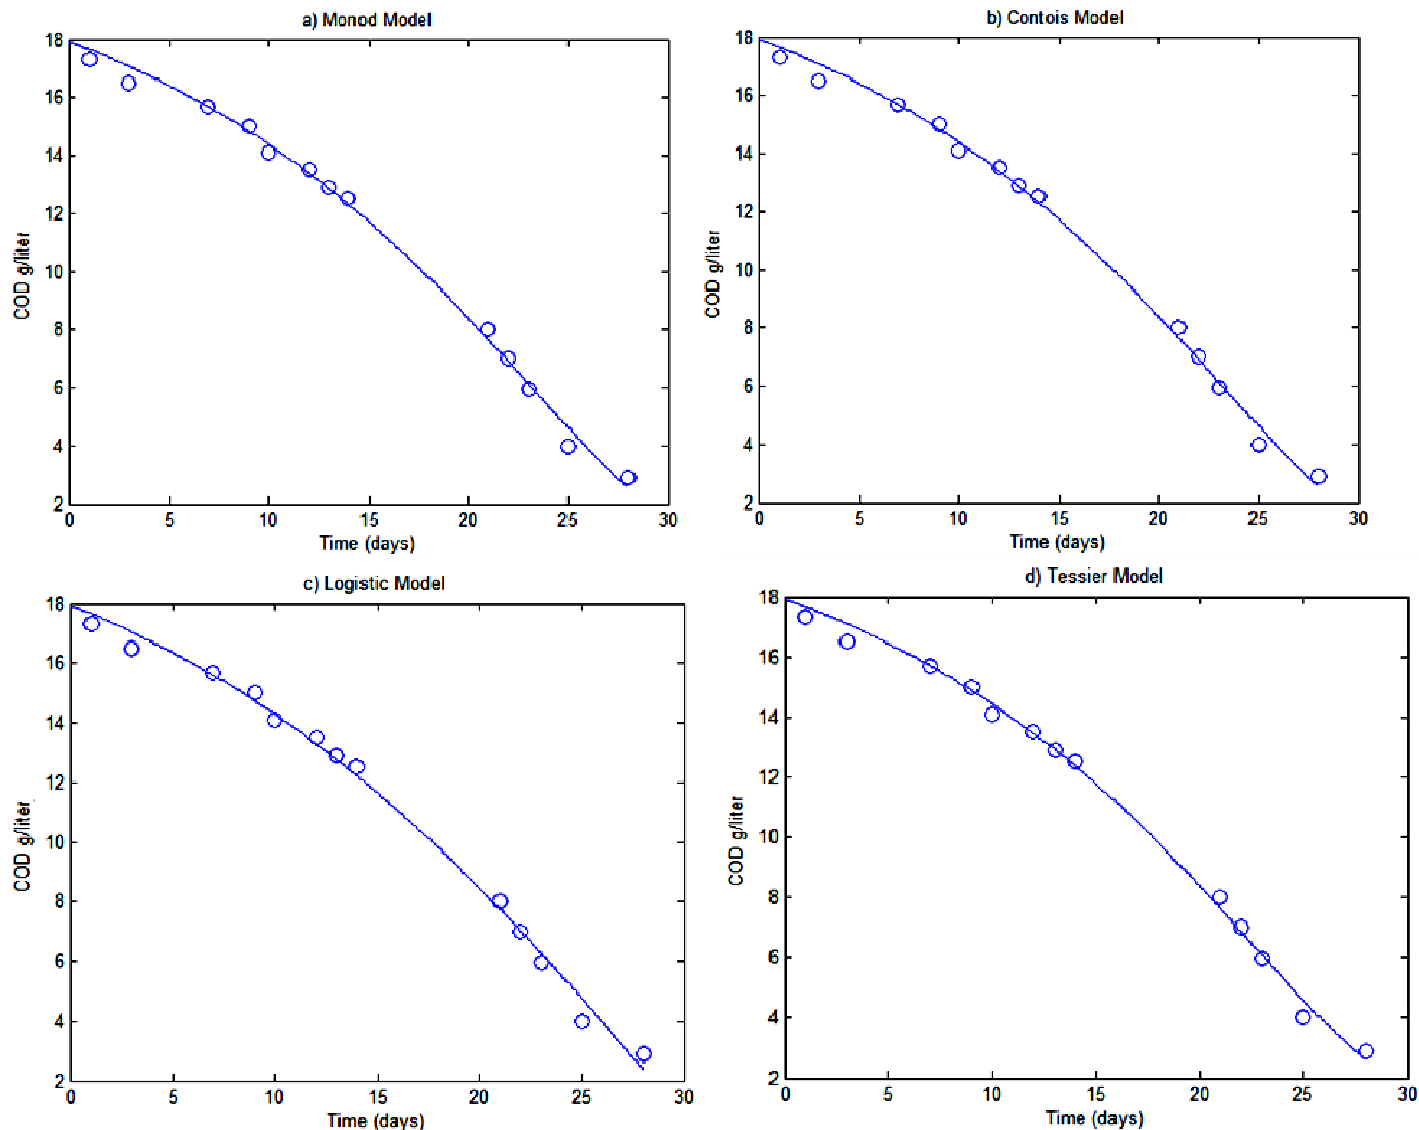 a) Monod Model
18
16
14
12
10
8
6
4
2
COD g/liter
0 5 10 15 20 25 30
Time (days)
b) Contois Model
18
16
14
12
10
8
6
4
2
COD g/liter
0 5 10 15 20 25 30
Time (days)
c) Logistic Model
18
16
14
12
10
8
6
4
2
COD g/liter
0 5 10 15 20 25 30
Time (days)
d) Tessier Model
18
16
14
12
10
8
6
4
2
COD g/liter
0 5 10 15 20 25 30
Time (days)